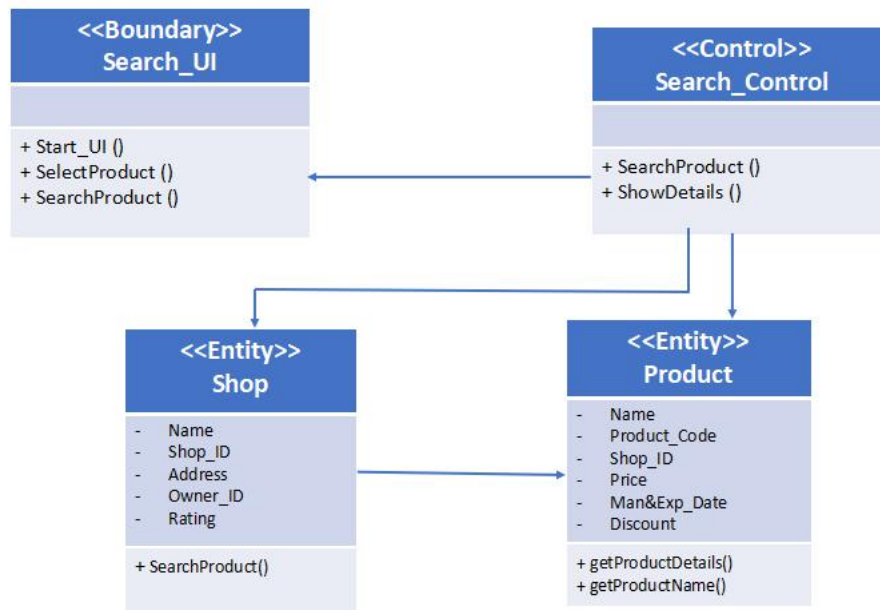 <<Boundary>>
Search_UI
+ Start_UI ()
+ SelectProduct ()
+ SearchProduct ()
<<Control>>
Search_Control
+ SearchProduct ()
+ ShowDetails ()
<<Entity>>
Shop
- Name
- Shop_ID
- Address
- Owner_ID
- Rating
+ SearchProduct()
<<Entity>>
Product
- Name
- Product_Code
- Shop_ID
- Price
- Man&Exp_Date
- Discount
+ getProductDetails()
+ getProductName()